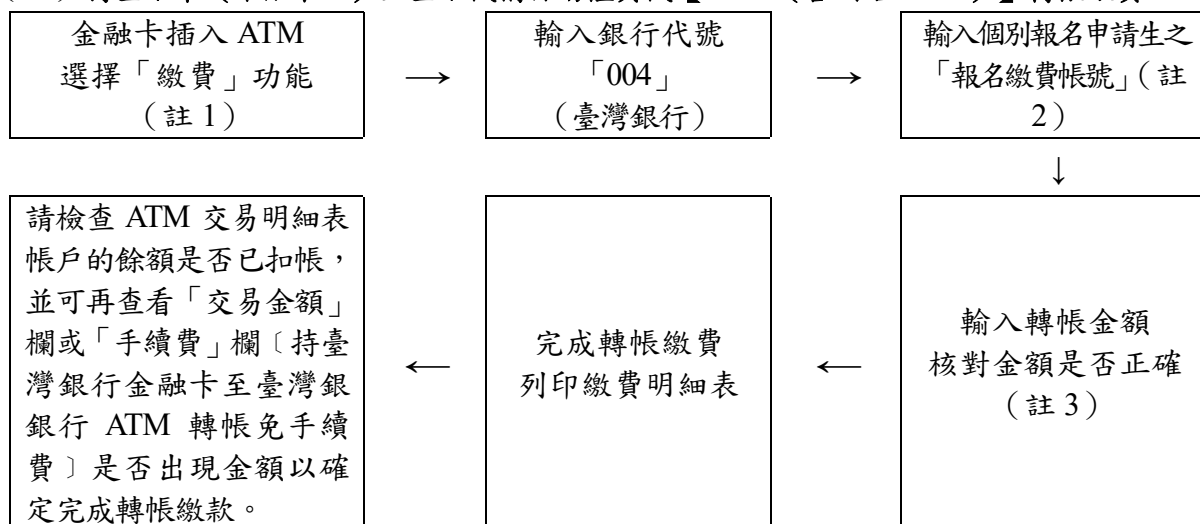 金融卡插入 ATM
選擇「繳費」功能
（註 1）
→
輸入銀行代號
「004」
（臺灣銀行）
→
輸入個別報名申請生之
「報名繳費帳號」（註
2）
↓
輸入轉帳金額
核對金額是否正確
（註 3）
←
完成轉帳繳費
列印繳費明細表
←
請檢查 ATM 交易明細表
帳戶的餘額是否已扣帳，
並可再查看「交易金額」
欄或「手續費」欄〔持臺
灣銀行金融卡至臺灣銀
銀行 ATM 轉帳免手續
費〕是否出現金額以確
定完成轉帳繳款。